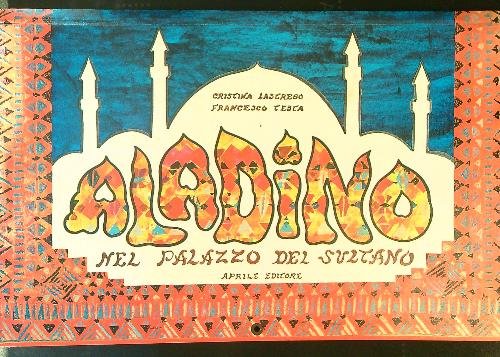 CRISTINA LASTREGO
FRANCESCO TESTA
ALADINO
NEL PALAZZO DEL SULTANO
APRILE EDITORE